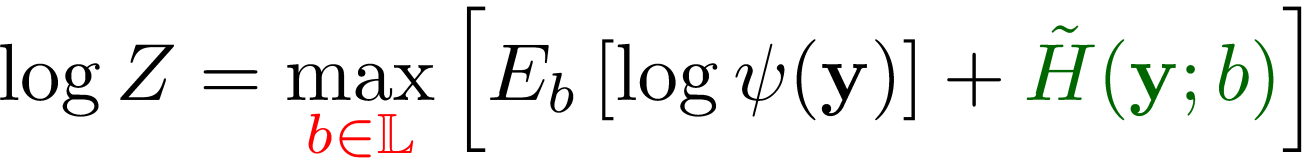 log Z = max_{b∈𝕃} [ E_b [log ψ(𝐲)] + H̃(𝐲; b) ]